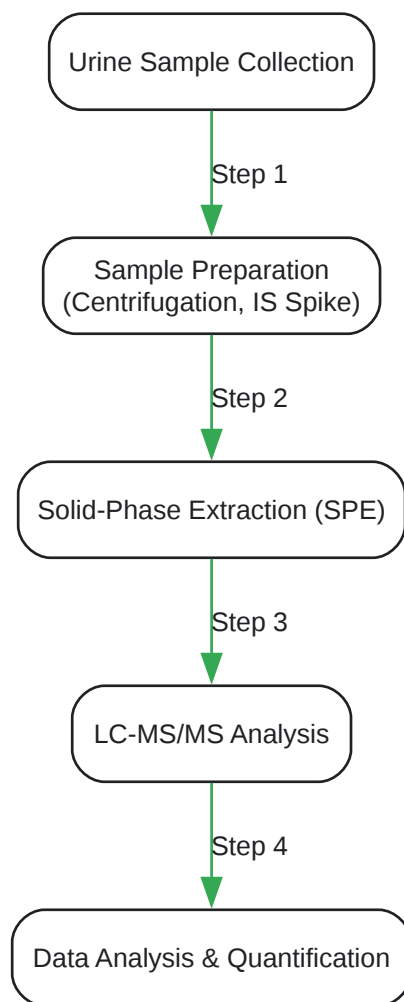 Urine Sample Collection
Step 1
Sample Preparation
(Centrifugation, IS Spike)
Step 2
Solid-Phase Extraction (SPE)
Step 3
LC-MS/MS Analysis
Step 4
Data Analysis & Quantification